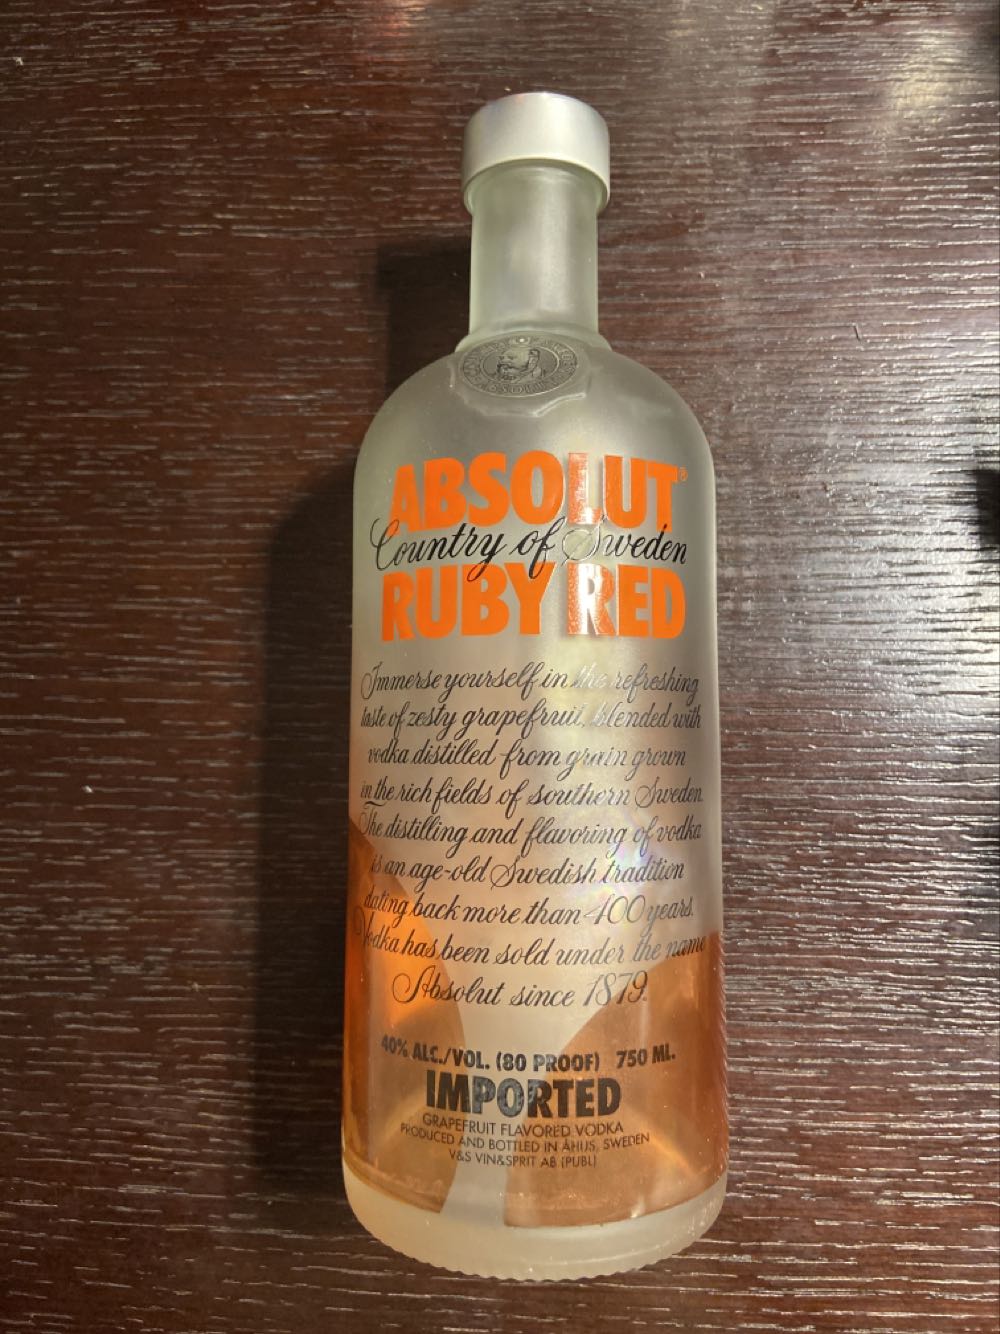 ABSOLUT®
Country of Sweden
RUBY RED
Immerse yourself in the refreshing
taste of zesty grapefruit, blended with
vodka distilled from grain grown
in the rich fields of southern Sweden.
The distilling and flavoring of vodka
is an age-old Swedish tradition
dating back more than 400 years.
Vodka has been sold under the name
Absolut since 1879.
40% ALC./VOL. (80 PROOF) 750 ML.
IMPORTED
GRAPEFRUIT FLAVORED VODKA
PRODUCED AND BOTTLED IN ÅHUS, SWEDEN
V&S VIN&SPRIT AB (PUBL)